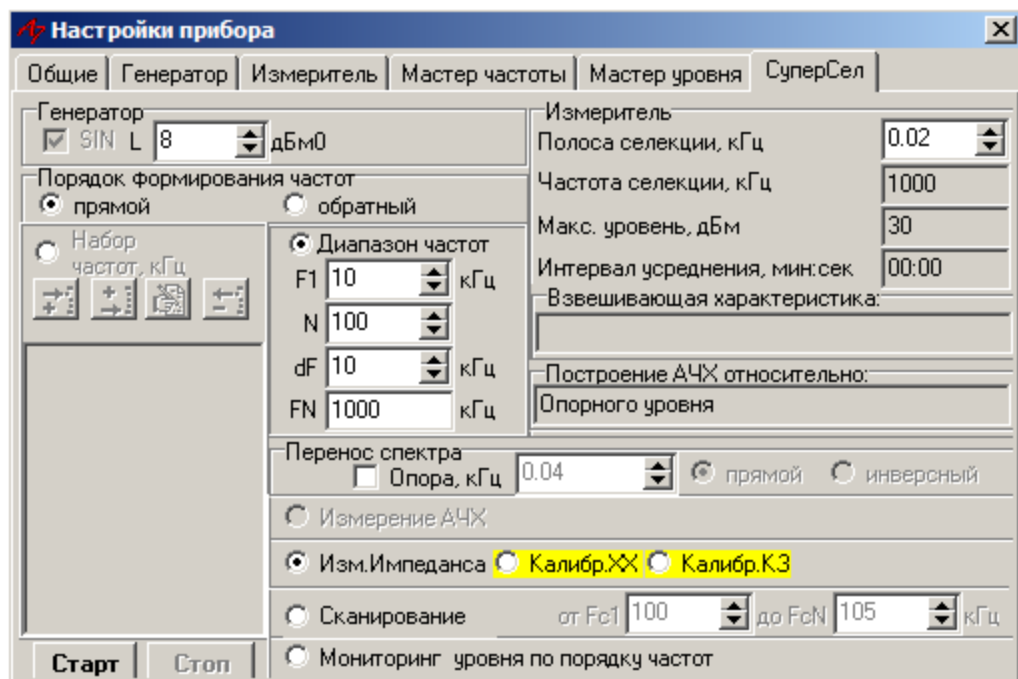 Настройки прибора
Общие Генератор Измеритель Мастер частоты Мастер уровня СуперСел
Генератор
SIN L 8 дБм0
Порядок формирования частот
прямой обратный
Набор частот, кГц
Диапазон частот
F1 10 кГц
N 100
dF 10 кГц
FN 1000 кГц
Измеритель
Полоса селекции, кГц 0.02
Частота селекции, кГц 1000
Макс. уровень, дБм 30
Интервал усреднения, мин:сек 00:00
Взвешивающая характеристика:
Построение АЧХ относительно:
Опорного уровня
Перенос спектра
Опора, кГц 0.04 прямой инверсный
Измерение АЧХ
Изм.Импеданса Калибр.ХХ Калибр.КЗ
Сканирование от Fc1 100 до FcN 105 кГц
Мониторинг уровня по порядку частот
Старт Стоп